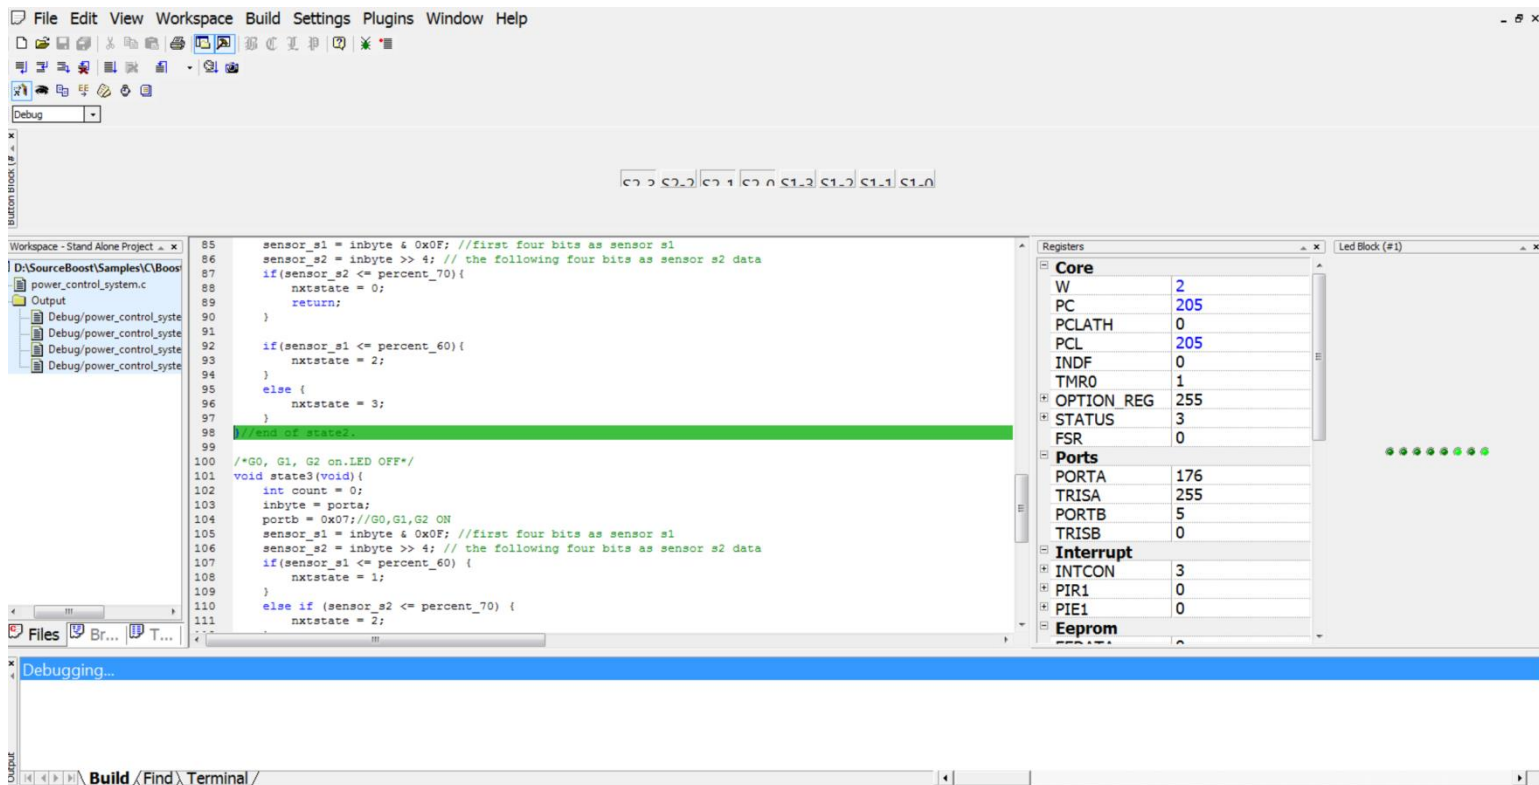 File Edit View Workspace Build Settings Plugins Window Help
Debug
S2-3 S2-2 S2-1 S2-0 S1-3 S1-2 S1-1 S1-0
Button Block (#
Workspace - Stand Alone Project
D:\SourceBoost\Samples\C\Boos
power_control_system.c
Output
Debug/power_control_syste
Debug/power_control_syste
Debug/power_control_syste
Debug/power_control_syste
Files Br... T...
85 sensor_s1 = inbyte & 0x0F; //first four bits as sensor s1
86 sensor_s2 = inbyte >> 4; // the following four bits as sensor s2 data
87 if(sensor_s2 <= percent_70){
88 nxtstate = 0;
89 return;
90 }
91
92 if(sensor_s1 <= percent_60){
93 nxtstate = 2;
94 }
95 else {
96 nxtstate = 3;
97 }
98 }//end of state2.
99
100 /*G0, G1, G2 on.LED OFF*/
101 void state3(void){
102 int count = 0;
103 inbyte = porta;
104 portb = 0x07;//G0,G1,G2 ON
105 sensor_s1 = inbyte & 0x0F; //first four bits as sensor s1
106 sensor_s2 = inbyte >> 4; // the following four bits as sensor s2 data
107 if(sensor_s1 <= percent_60) {
108 nxtstate = 1;
109 }
110 else if (sensor_s2 <= percent_70) {
111 nxtstate = 2;
Registers
Core
W 2
PC 205
PCLATH 0
PCL 205
INDF 0
TMR0 1
OPTION_REG 255
STATUS 3
FSR 0
Ports
PORTA 176
TRISA 255
PORTB 5
TRISB 0
Interrupt
INTCON 3
PIR1 0
PIE1 0
Eeprom
EEDATA 0
Led Block (#1)
Debugging...
Output
Build Find Terminal